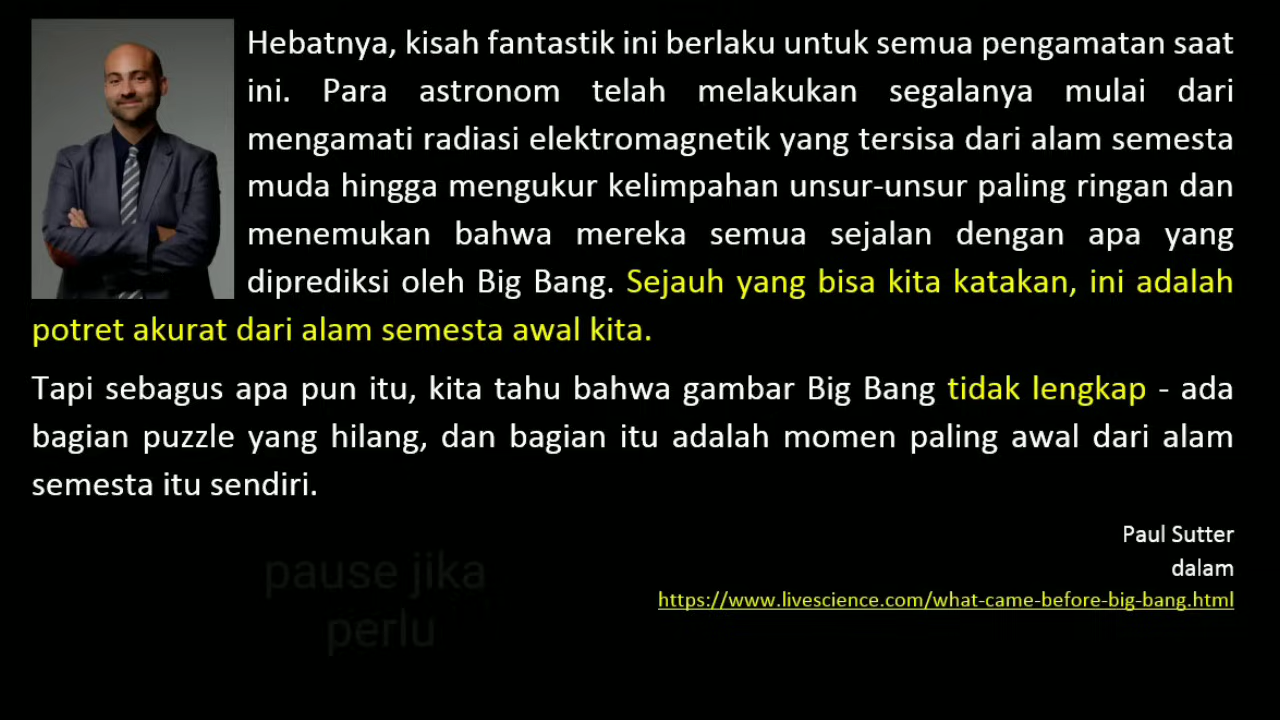 Hebatnya, kisah fantastik ini berlaku untuk semua pengamatan saat
ini. Para astronom telah melakukan segalanya mulai dari
mengamati radiasi elektromagnetik yang tersisa dari alam semesta
muda hingga mengukur kelimpahan unsur-unsur paling ringan dan
menemukan bahwa mereka semua sejalan dengan apa yang
diprediksi oleh Big Bang. Sejauh yang bisa kita katakan, ini adalah
potret akurat dari alam semesta awal kita.
Tapi sebagus apa pun itu, kita tahu bahwa gambar Big Bang tidak lengkap - ada
bagian puzzle yang hilang, dan bagian itu adalah momen paling awal dari alam
semesta itu sendiri.
Paul Sutter
dalam
https://www.livescience.com/what-came-before-big-bang.html
pause jika
perlu